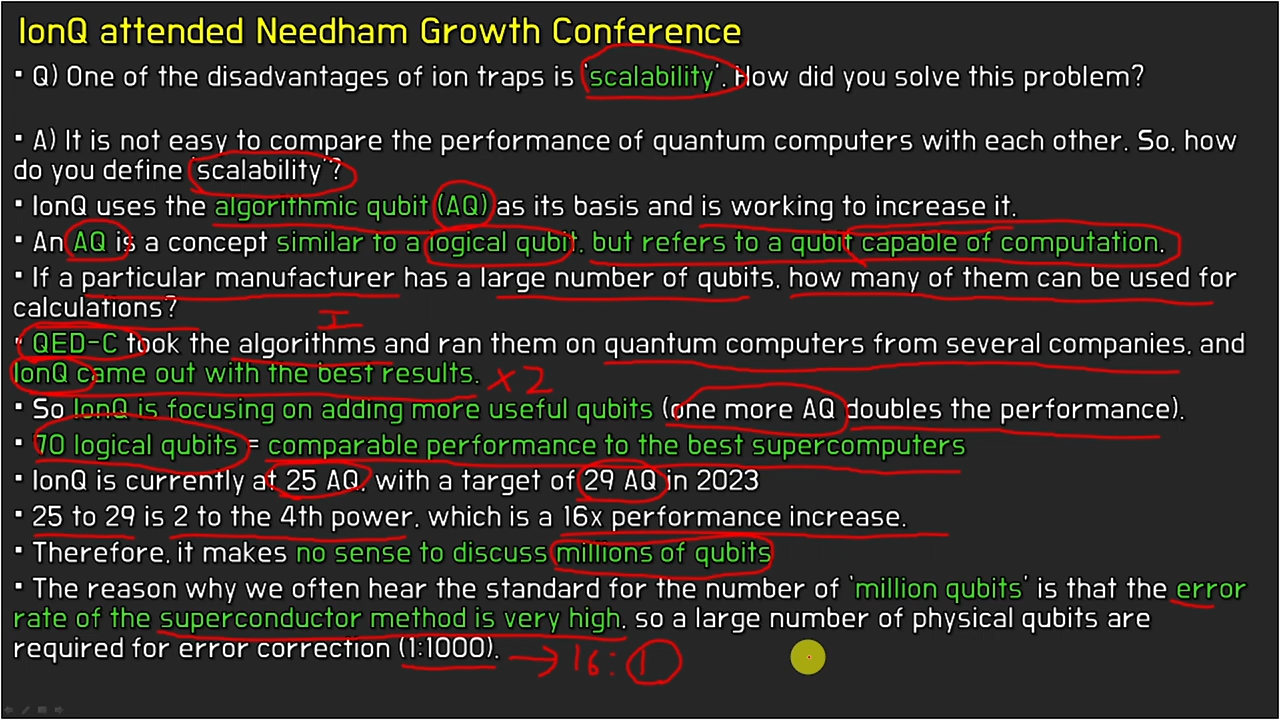 IonQ attended Needham Growth Conference
• Q) One of the disadvantages of ion traps is 'scalability'. How did you solve this problem?
• A) It is not easy to compare the performance of quantum computers with each other. So, how
do you define 'scalability'?
• IonQ uses the algorithmic qubit (AQ) as its basis and is working to increase it.
• An AQ is a concept similar to a logical qubit, but refers to a qubit capable of computation.
• If a particular manufacturer has a large number of qubits, how many of them can be used for
calculations?
I
• QED-C took the algorithms and ran them on quantum computers from several companies, and
IonQ came out with the best results. ×2
• So IonQ is focusing on adding more useful qubits (one more AQ doubles the performance).
• 70 logical qubits = comparable performance to the best supercomputers
• IonQ is currently at 25 AQ, with a target of 29 AQ in 2023
• 25 to 29 is 2 to the 4th power, which is a 16x performance increase.
• Therefore, it makes no sense to discuss millions of qubits
• The reason why we often hear the standard for the number of 'million qubits' is that the error
rate of the superconductor method is very high, so a large number of physical qubits are
required for error correction (1:1000). → 16:1